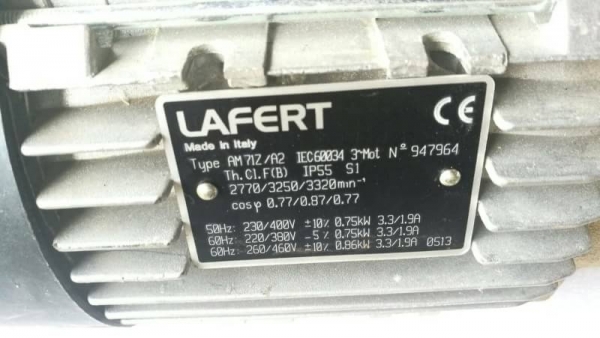 LAFERT
CE
Made in Italy
Type AM 71Z/A2 IEC60034 3~Mot Nº 947964
Th.Cl.F(B) IP55 S1
2770/3250/3320min⁻¹
cosφ 0.77/0.87/0.77
50Hz: 230/400V ±10% 0.75kW 3.3/1.9A
60Hz: 220/380V -5% 0.75kW 3.3/1.9A
60Hz: 260/460V ±10% 0.86kW 3.3/1.9A 0513